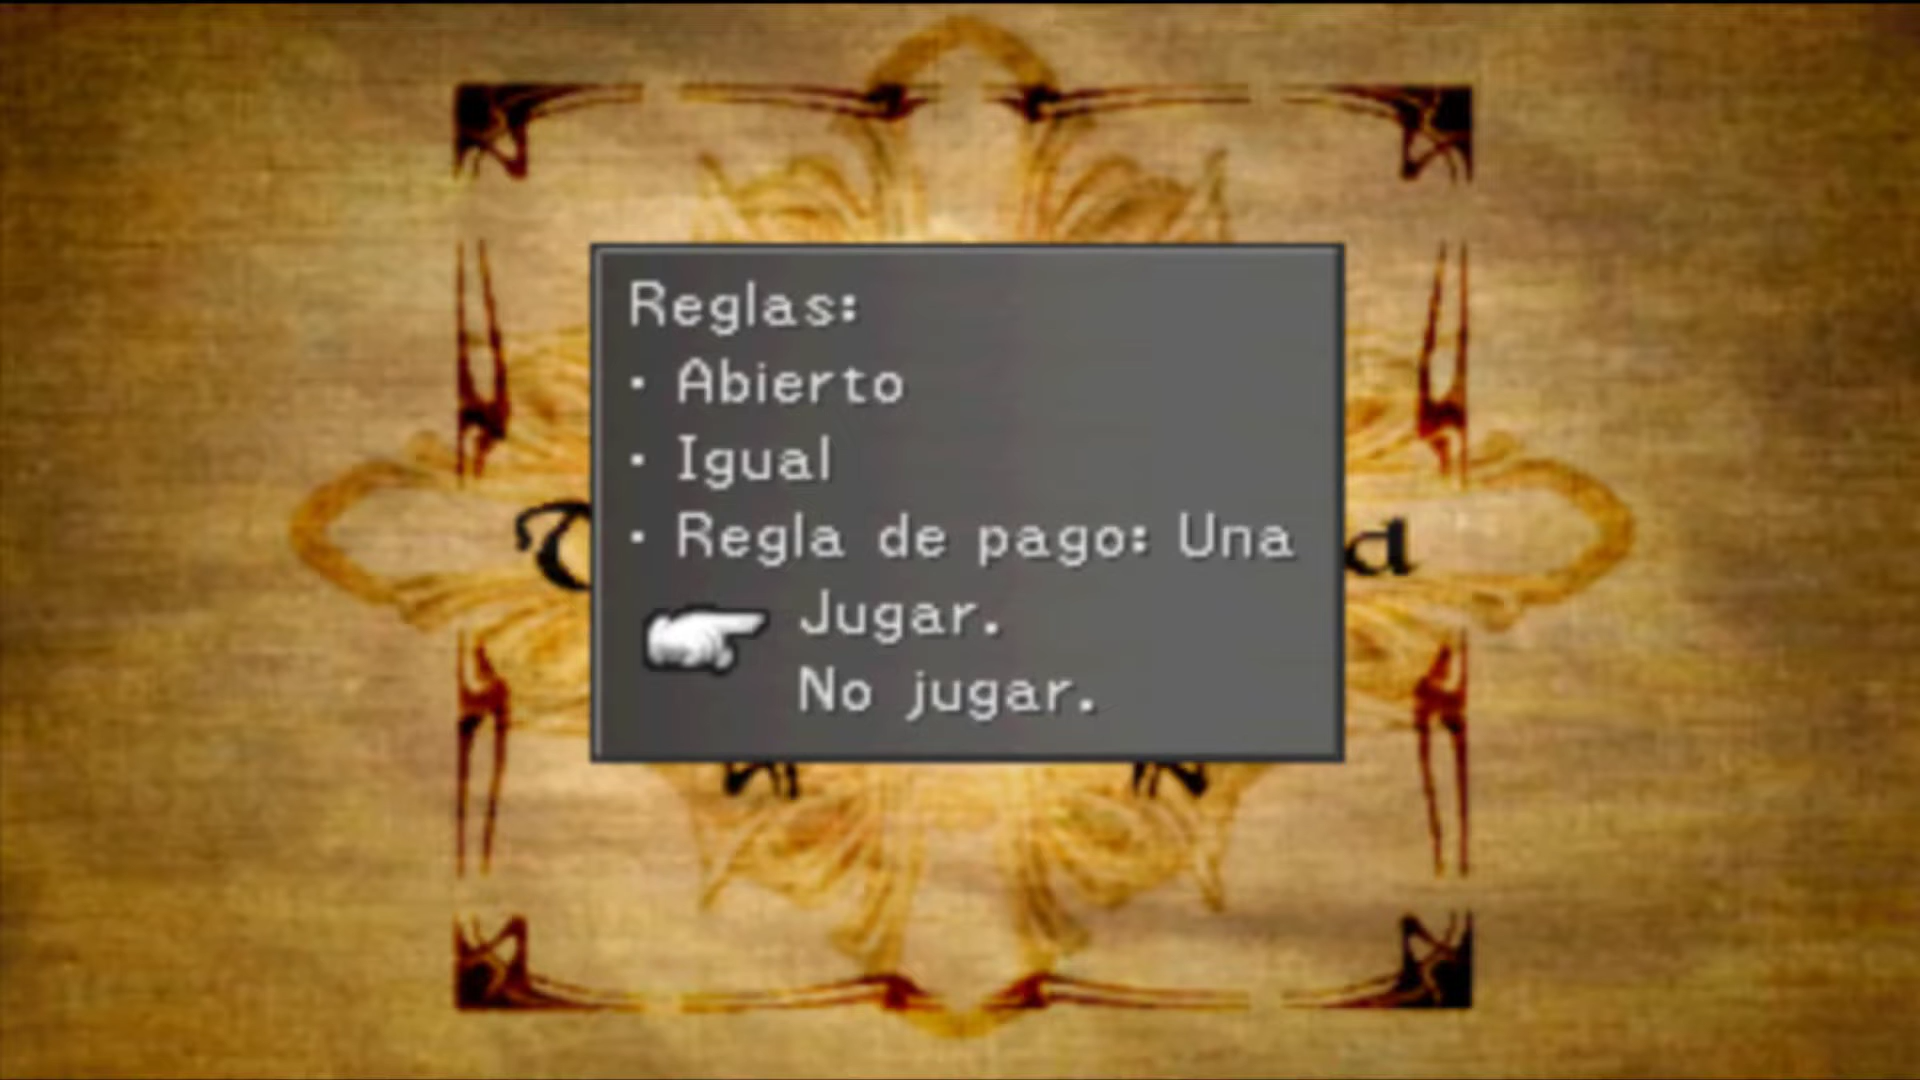 Reglas:
· Abierto
· Igual
· Regla de pago: Una
Jugar.
No jugar.